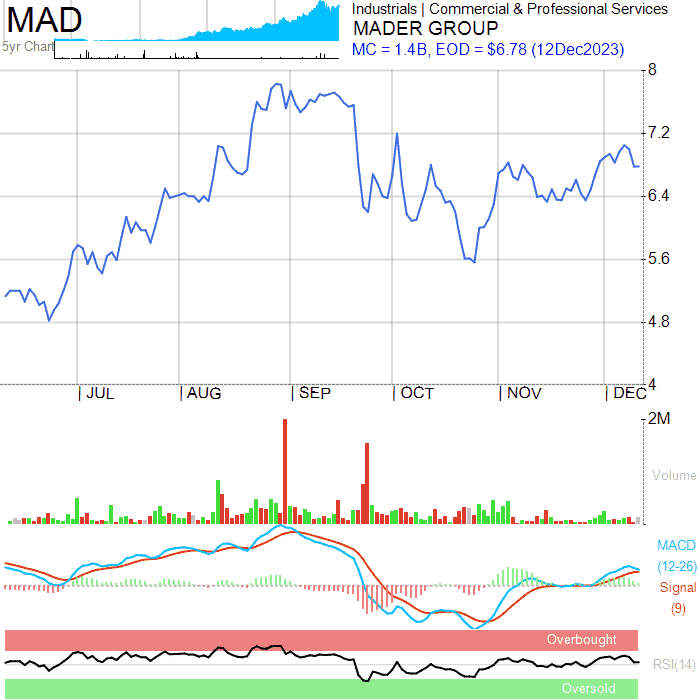 MAD
5yr Chart
Industrials | Commercial & Professional Services
MADER GROUP
MC = 1.4B, EOD = $6.78 (12Dec2023)
8
7.2
6.4
5.6
4.8
4
JUL
AUG
SEP
OCT
NOV
DEC
2M
Volume
MACD
(12-26)
Signal
(9)
Overbought
RSI(14)
Oversold